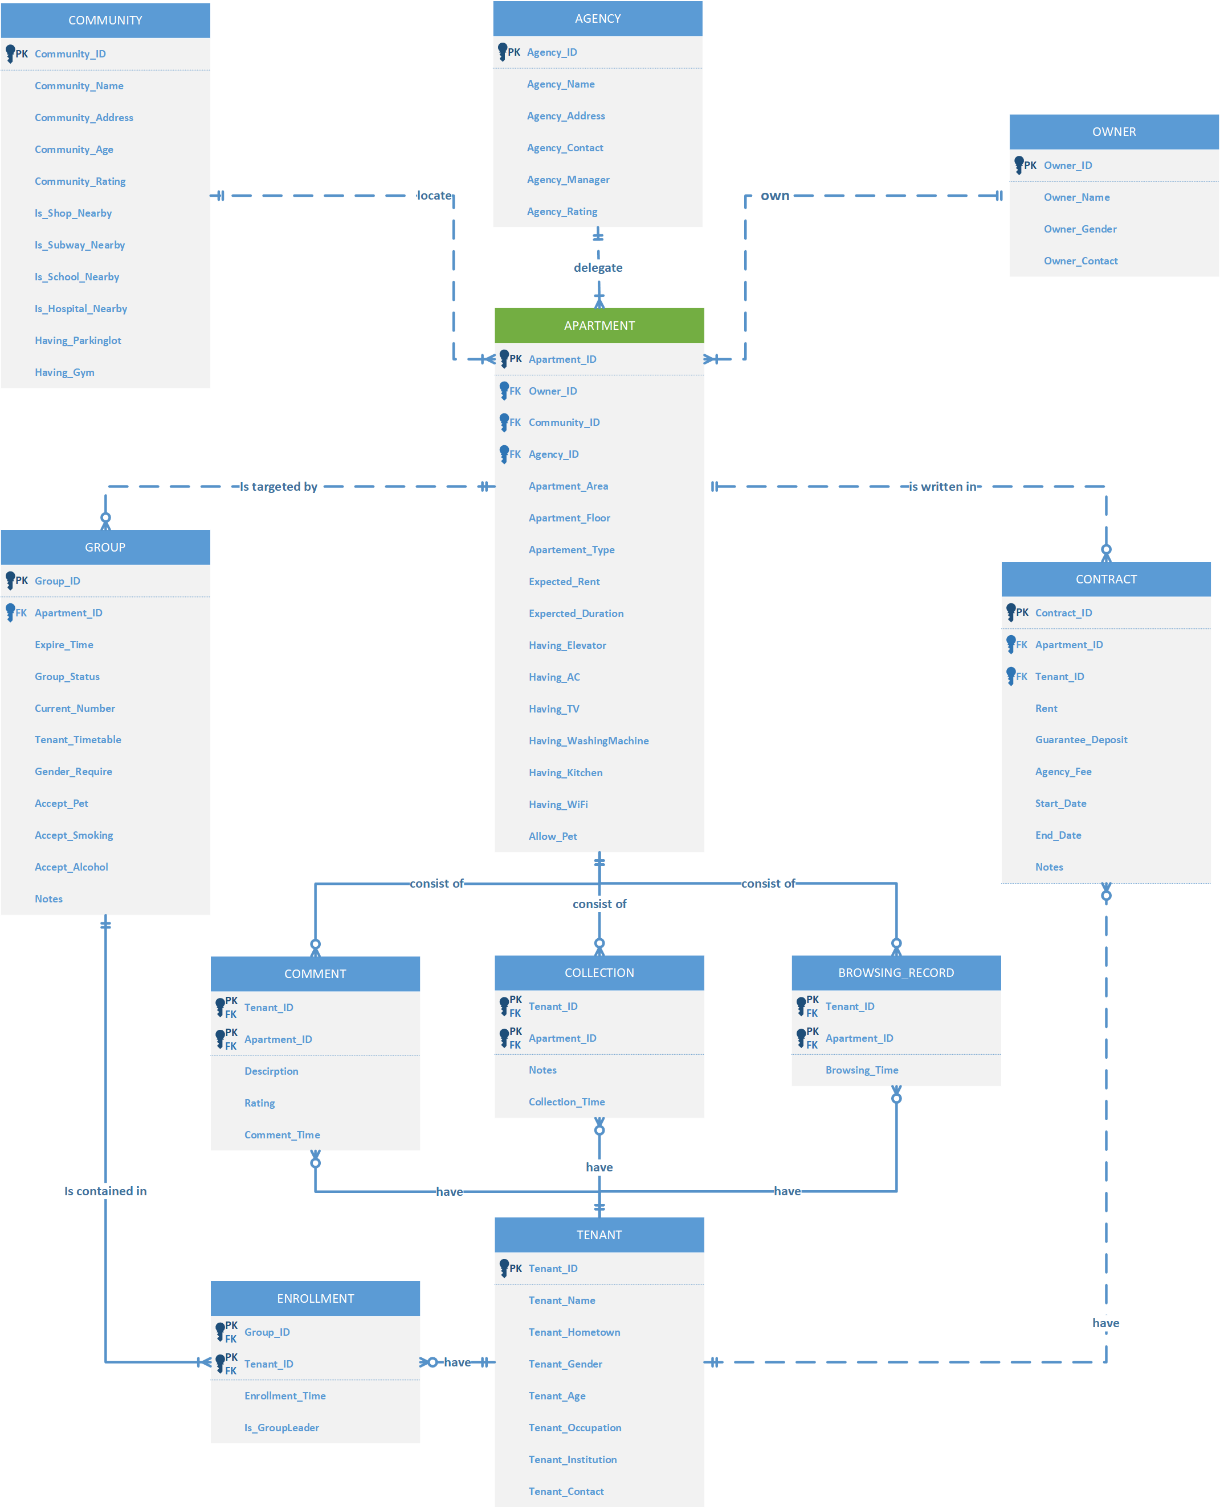 COMMUNITY
PK Community_ID
Community_Name
Community_Address
Community_Age
Community_Rating
Is_Shop_Nearby
Is_Subway_Nearby
Is_School_Nearby
Is_Hospital_Nearby
Having_Parkinglot
Having_Gym
AGENCY
PK Agency_ID
Agency_Name
Agency_Address
Agency_Contact
Agency_Manager
Agency_Rating
OWNER
PK Owner_ID
Owner_Name
Owner_Gender
Owner_Contact
locate
own
delegate
APARTMENT
PK Apartment_ID
FK Owner_ID
FK Community_ID
FK Agency_ID
Apartment_Area
Apartment_Floor
Apartement_Type
Expected_Rent
Expercted_Duration
Having_Elevator
Having_AC
Having_TV
Having_WashingMachine
Having_Kitchen
Having_WiFi
Allow_Pet
Is targeted by
is written in
GROUP
PK Group_ID
FK Apartment_ID
Expire_Time
Group_Status
Current_Number
Tenant_Timetable
Gender_Require
Accept_Pet
Accept_Smoking
Accept_Alcohol
Notes
CONTRACT
PK Contract_ID
FK Apartment_ID
FK Tenant_ID
Rent
Guarantee_Deposit
Agency_Fee
Start_Date
End_Date
Notes
consist of
consist of
consist of
COMMENT
PK FK Tenant_ID
PK FK Apartment_ID
Descirption
Rating
Comment_Time
COLLECTION
PK FK Tenant_ID
PK FK Apartment_ID
Notes
Collection_Time
BROWSING_RECORD
PK FK Tenant_ID
PK FK Apartment_ID
Browsing_Time
have
have
have
Is contained in
TENANT
PK Tenant_ID
Tenant_Name
Tenant_Hometown
Tenant_Gender
Tenant_Age
Tenant_Occupation
Tenant_Institution
Tenant_Contact
ENROLLMENT
PK FK Group_ID
PK FK Tenant_ID
Enrollment_Time
Is_GroupLeader
have
have